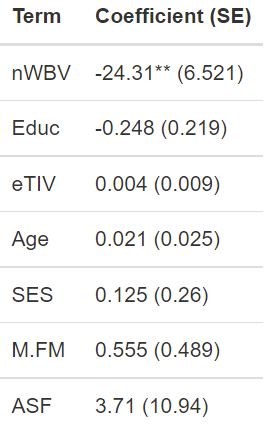 Term Coefficient (SE)
nWBV -24.31** (6.521)
Educ -0.248 (0.219)
eTIV 0.004 (0.009)
Age 0.021 (0.025)
SES 0.125 (0.26)
M.FM 0.555 (0.489)
ASF 3.71 (10.94)